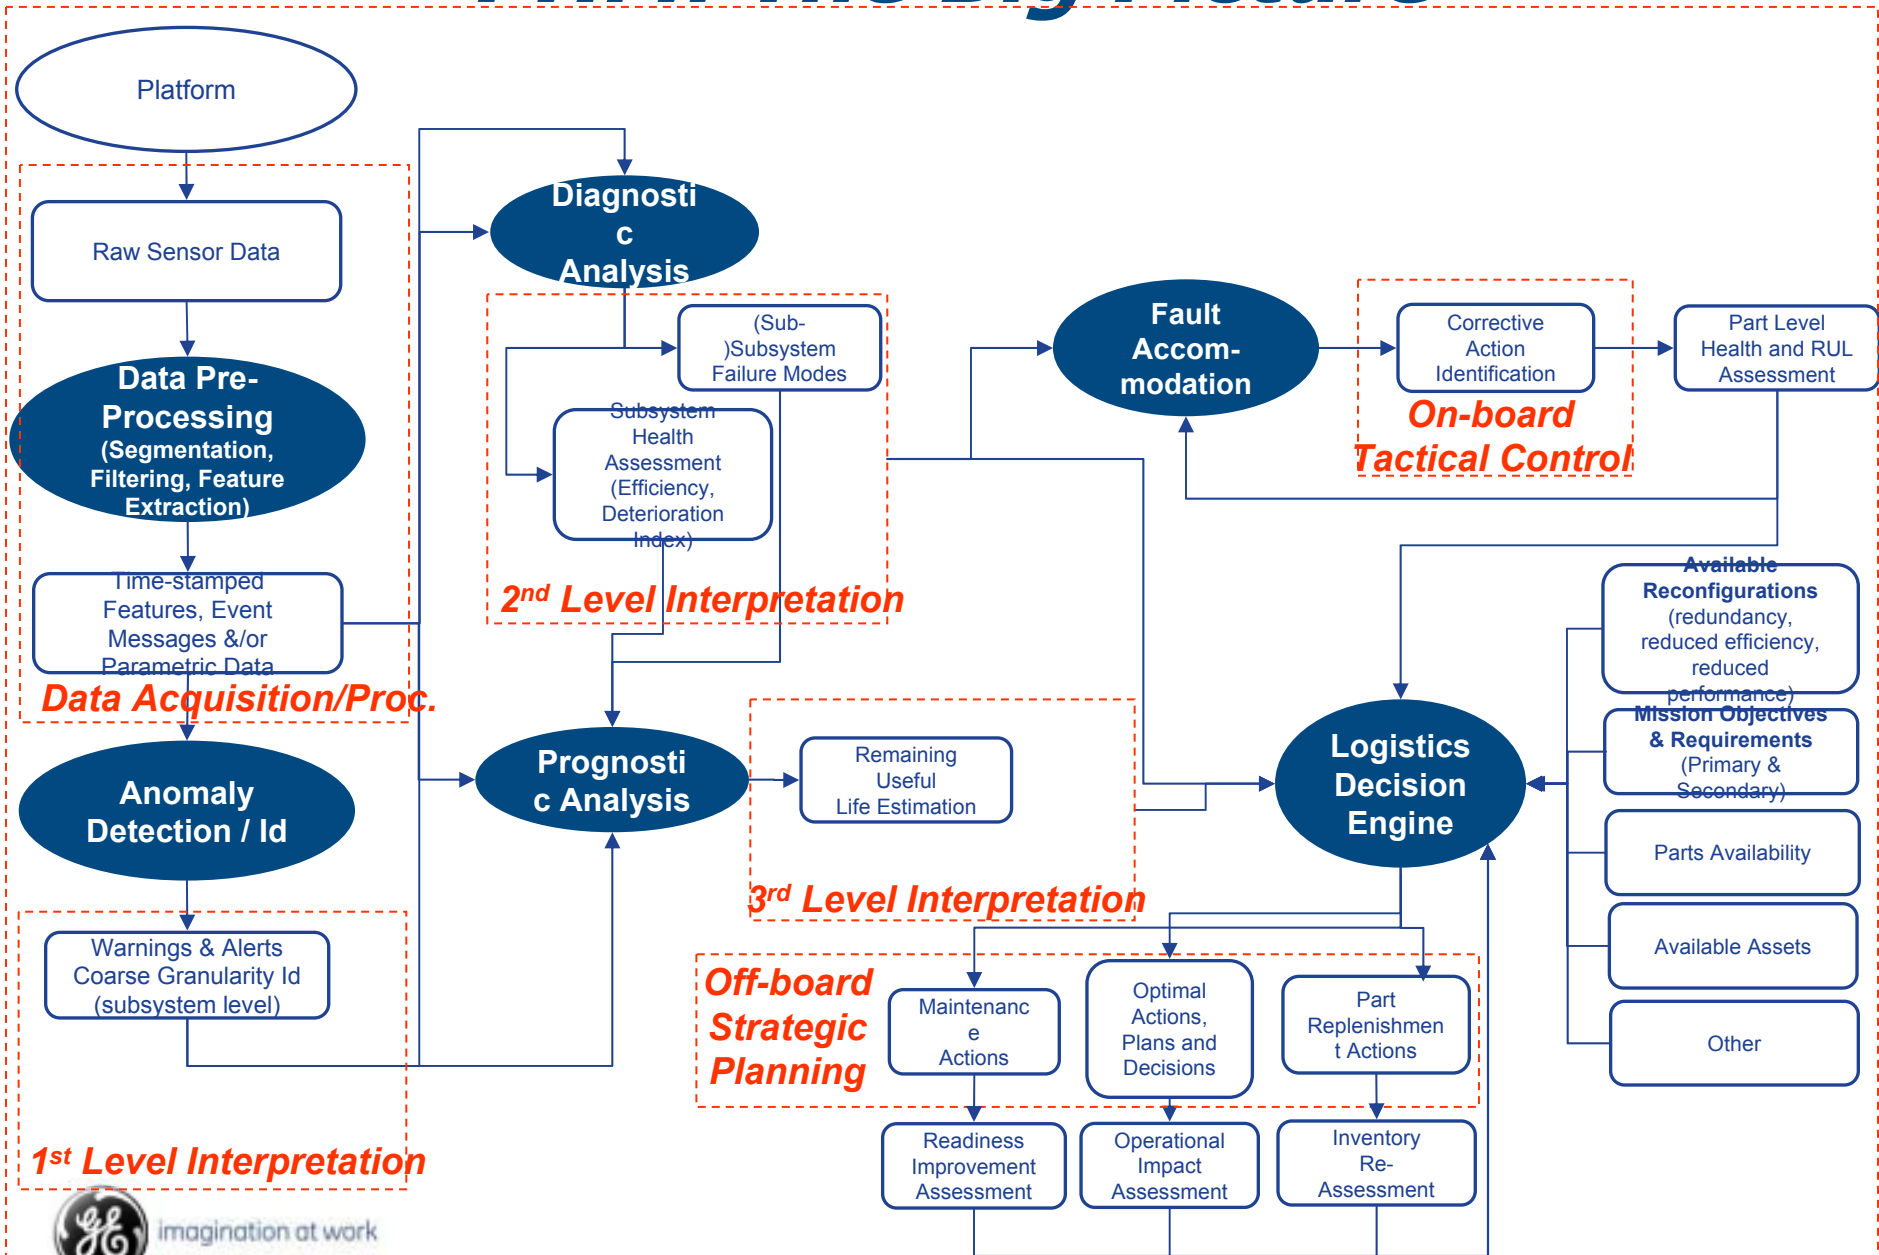 The Big Picture
Platform
Raw Sensor Data
Data Pre-
Processing
(Segmentation,
Filtering, Feature
Extraction)
Time-stamped
Features, Event
Messages &/or
Parametric Data
Data Acquisition/Proc.
Anomaly
Detection / Id
Warnings & Alerts
Coarse Granularity Id
(subsystem level)
1st Level Interpretation
imagination at work
Diagnosti
c
Analysis
(Sub-
)Subsystem
Failure Modes
Subsystem
Health
Assessment
(Efficiency,
Deterioration
Index)
2nd Level Interpretation
Prognosti
c Analysis
Remaining
Useful
Life Estimation
3rd Level Interpretation
Fault
Accom-
modation
Corrective
Action
Identification
On-board
Tactical Control
Part Level
Health and RUL
Assessment
Logistics
Decision
Engine
Available
Reconfigurations
(redundancy,
reduced efficiency,
reduced
performance)
Mission Objectives
& Requirements
(Primary &
Secondary)
Parts Availability
Available Assets
Other
Off-board
Strategic
Planning
Maintenanc
e
Actions
Optimal
Actions,
Plans and
Decisions
Part
Replenishmen
t Actions
Readiness
Improvement
Assessment
Operational
Impact
Assessment
Inventory
Re-
Assessment